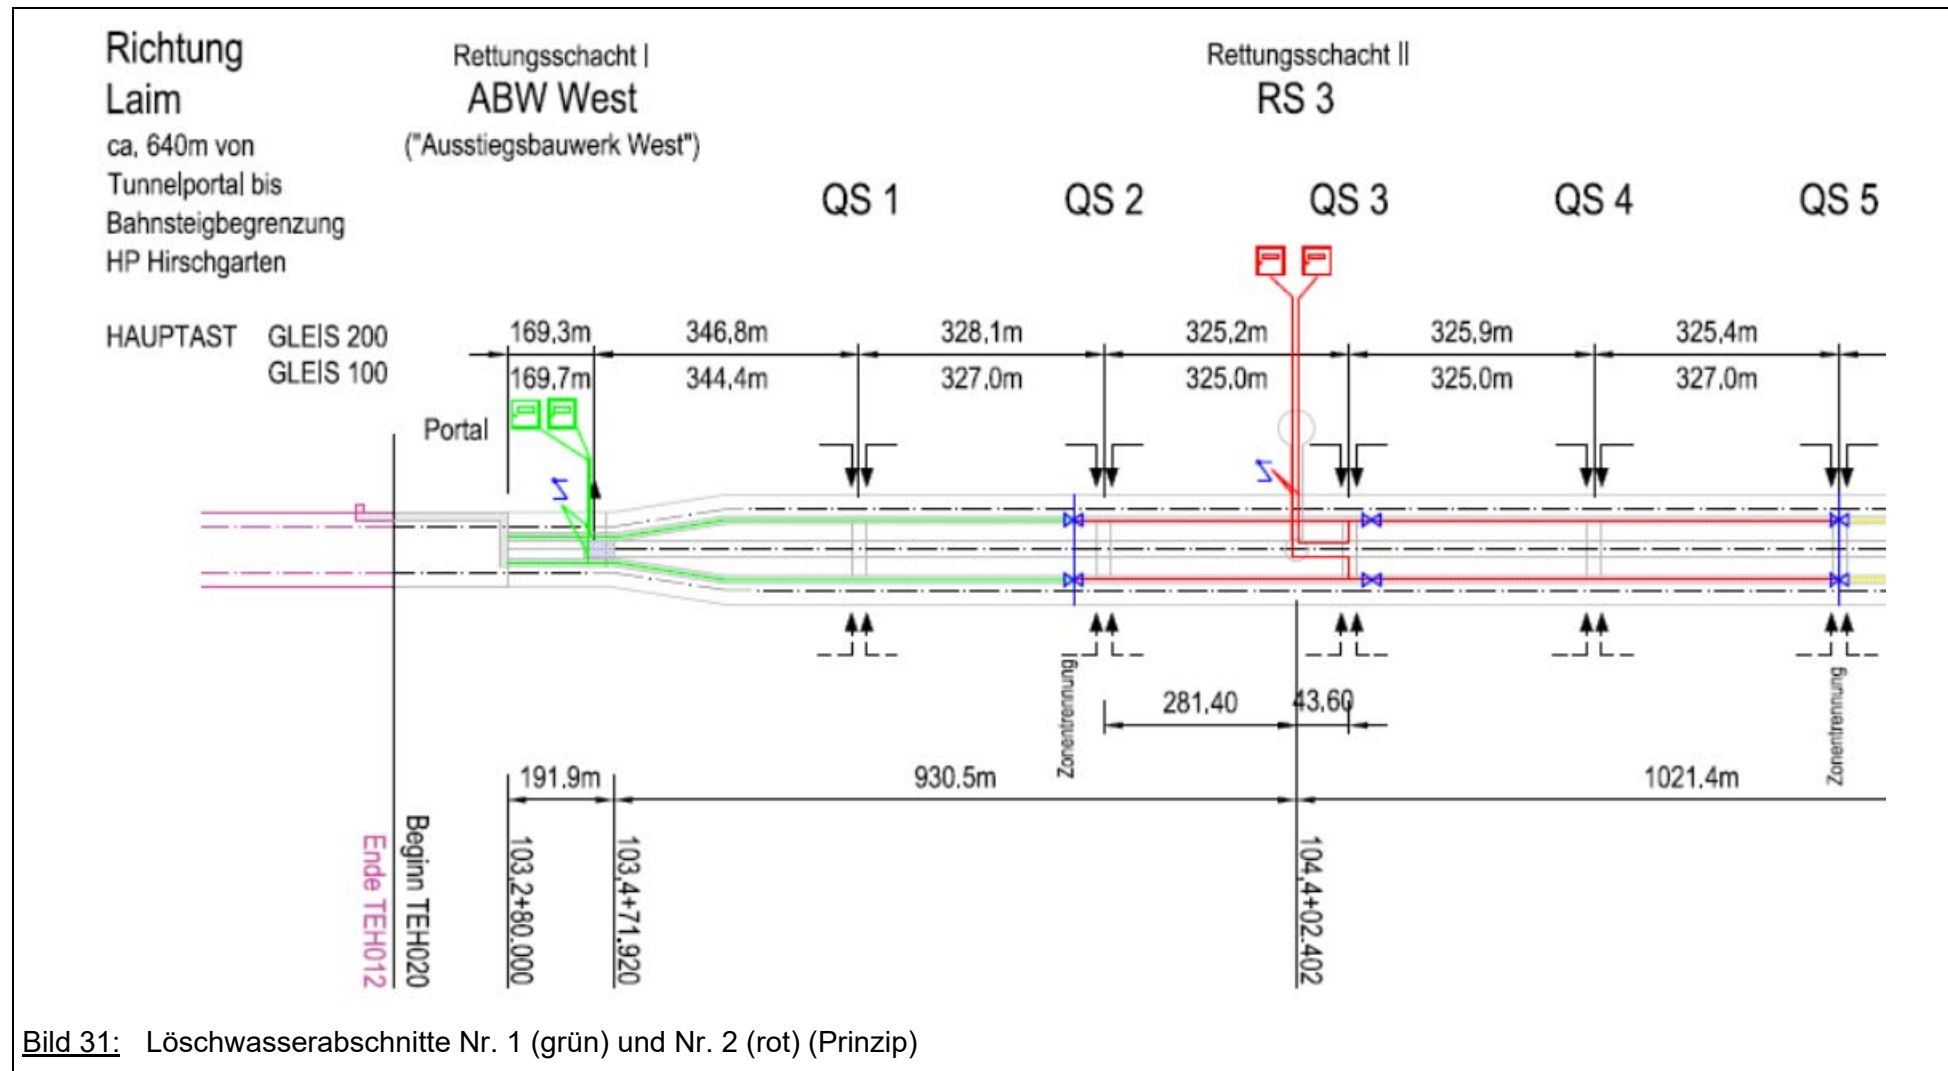 Richtung
Laim
ca. 640m von
Tunnelportal bis
Bahnsteigbegrenzung
HP Hirschgarten
Rettungsschacht I
ABW West
("Ausstiegsbauwerk West")
Rettungsschacht II
RS 3
QS 1 QS 2 QS 3 QS 4 QS 5
HAUPTAST GLEIS 200
GLEIS 100
169,3m 346,8m 328,1m 325,2m 325,9m 325,4m
169,7m 344,4m 327,0m 325,0m 325,0m 327,0m
Portal
Zonentrennung
Zonentrennung
281,40 43,60
191.9m 930.5m 1021.4m
Ende TEH012
Beginn TEH020
103,2+80.000
103,4+71.920
104,4+02.402
Bild 31: Löschwasserabschnitte Nr. 1 (grün) und Nr. 2 (rot) (Prinzip)